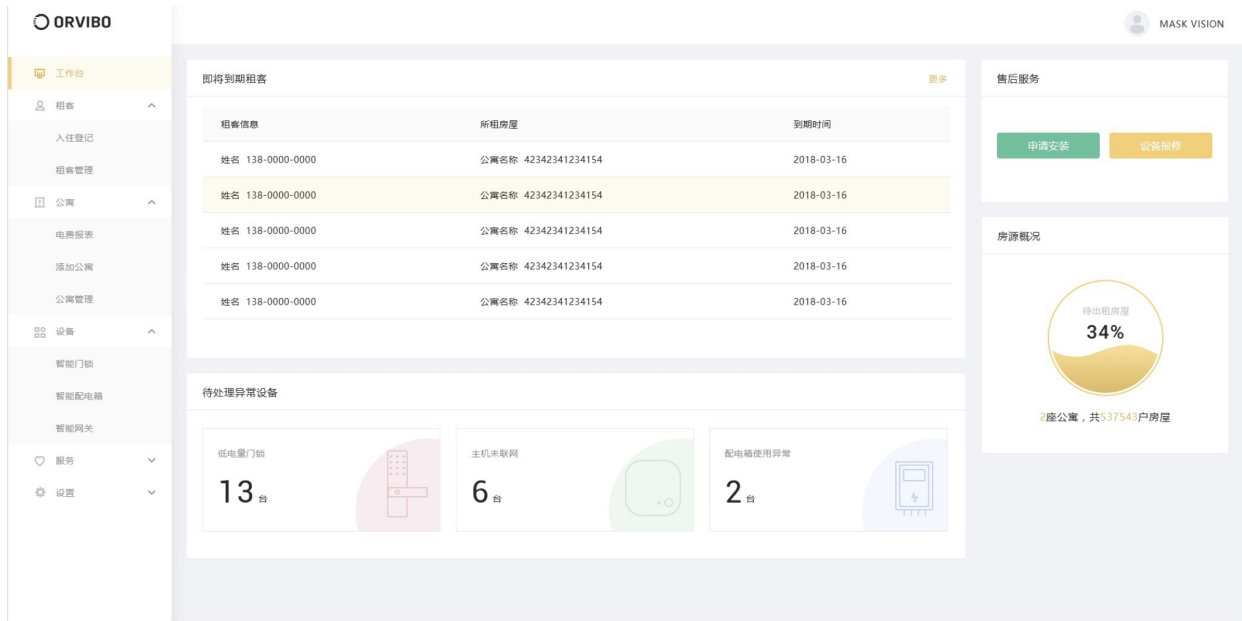 ORVIBO
MASK VISION
工作台
租客
入住登记
租客管理
公寓
电费报表
添加公寓
公寓管理
设备
智能门锁
智能配电箱
智能网关
服务
设置
即将到期租客 更多
租客信息 所租房屋 到期时间
姓名 138-0000-0000 公寓名称 42342341234154 2018-03-16
姓名 138-0000-0000 公寓名称 42342341234154 2018-03-16
姓名 138-0000-0000 公寓名称 42342341234154 2018-03-16
姓名 138-0000-0000 公寓名称 42342341234154 2018-03-16
姓名 138-0000-0000 公寓名称 42342341234154 2018-03-16
待处理异常设备
低电量门锁
13 台
主机未联网
6 台
配电箱使用异常
2 台
售后服务
申请安装 设备报修
房源概况
待出租房屋
34%
2座公寓，共537543户房屋